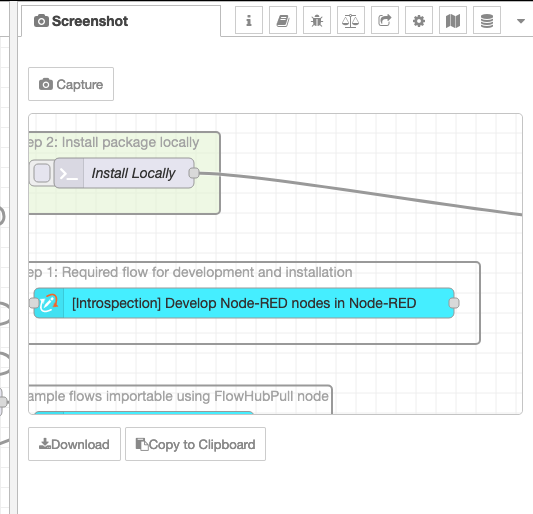 Screenshot
Capture
ep 2: Install package locally
Install Locally
ep 1: Required flow for development and installation
[Introspection] Develop Node-RED nodes in Node-RED
ample flows importable using FlowHubPull node
Download
Copy to Clipboard